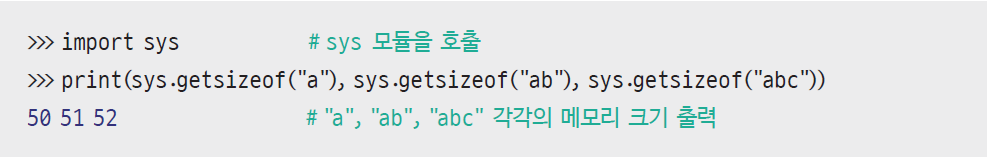 >>> import sys # sys 모듈을 호출
>>> print(sys.getsizeof("a"), sys.getsizeof("ab"), sys.getsizeof("abc"))
50 51 52 # "a", "ab", "abc" 각각의 메모리 크기 출력